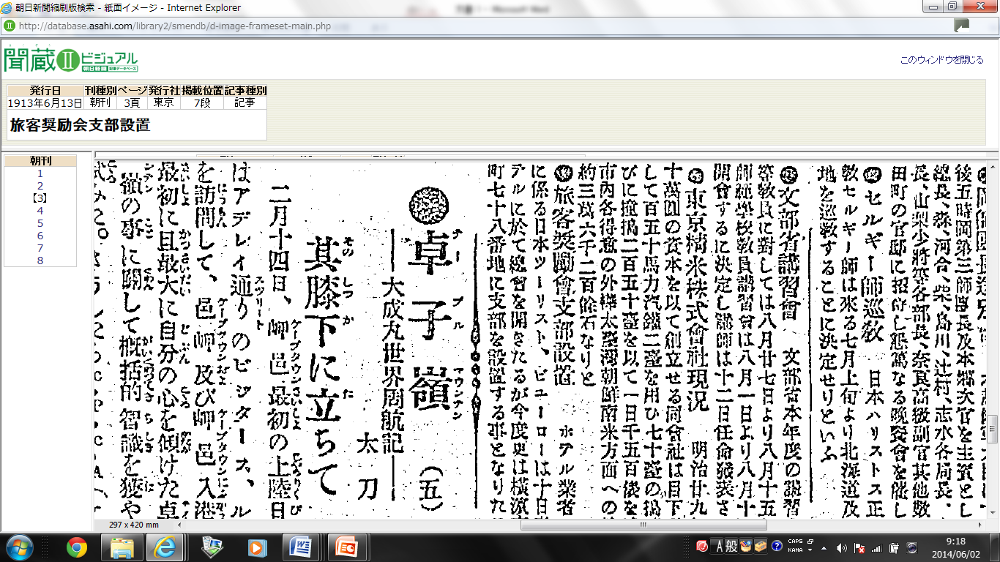 朝日新聞縮刷版検索 - 紙面イメージ - Internet Explorer
http://database.asahi.com/library2/smendb/d-image-frameset-main.php
聞蔵Ⅱビジュアル
朝日新聞 記事データベース
このウィンドウを閉じる
発行日 刊種別 ページ 発行社 掲載位置 記事種別
1913年6月13日 朝刊 3頁 東京 7段 記事
旅客奨励会支部設置
朝刊
1
2
【3】
4
5
6
7
8
後五時間第三師團長及本鄕次官を主賓とし
總長、森、河合、柴、島川、辻村、志水各局長、
長、山梨少將等各部長、奈良高級副官其他數
田町の官邸に招待し懇篤なる晩餐會を催し
セルギー師巡敎 日本ハリストス正
敎セルギー師は來る七月上旬より北海道及
地を巡敎することに決定せりといふ
文部省講習會 文部省本年度の講習
等敎員に對しては八月廿七日より八月十五
師範學校敎員講習會は八月一日より八月十
開會するに決定し講師は十二日任命發表さ
東京精米株式會社現況 明治廿九
十萬圓の資本を以て創立せる同會社は目下
して百五十馬力汽鑵二臺を用ひ七十臺の搗
びに撞搗二百五十臺を以て一日千五百俵を
市内各得意の外樺太臺灣朝鮮南米方面への
約三萬六千二百餘石なりと
旅客奬勵會支部設置 ホテル業者
に係る日本ツーリスト、ビユーローは十日
テルに於て總會を開きたるが今度更は橫濱
町七十八番地に支部を設置する事となりた
卓子嶺 (五)
テーブルマウンテン
―大成丸世界周航記―
太刀
其膝下に立ちて
二月十四日、岬邑最初の上陸日
はアデレイ通りのビジタース、ル
を訪問して、邑岬及び岬邑入港
最初に且最大に自分の心を傾けた卓
嶺の事に關して概括的智識を獲や
297 x 420 mm
A 般
CAPS
KANA
9:18
2014/06/02